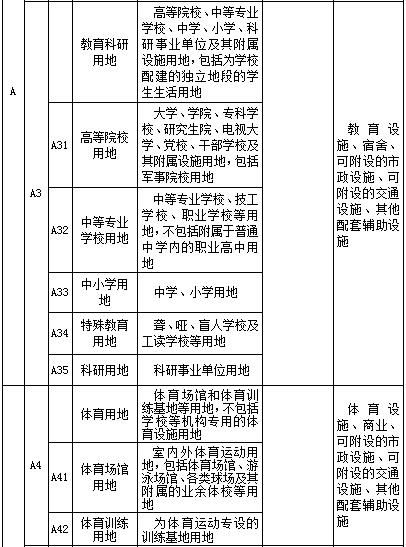 A
A3
教育科研
用地
高等院校、中等专业
学校、中学、小学、科
研事业单位及其附属
设施用地,包括为学校
配建的独立地段的学
生生活用地
A31
高等院校
用地
大学、学院、专科学
校、研究生院、电视大
学、党校、干部学校及
其附属设施用地,包括
军事院校用地
A32
中等专业
学校用地
中等专业学校、技工
学校、职业学校等用
地,不包括附属于普通
中学内的职业高中用
地
A33
中小学用
地
中学、小学用地
A34
特殊教育
用地
聋、哑、盲人学校及
工读学校等用地
A35
科研用地
科研事业单位用地
教育设
施、宿舍、
可附设的市
政设施、可
附设的交通
设施、其他
配套辅助设
施
A4
体育用地
体育场馆和体育训
练基地等用地,不包括
学校等机构专用的体
育设施用地
A41
体育场馆
用地
室内外体育运动用
地,包括体育场馆、游
泳场馆、各类球场及其
附属的业余体校等用
地
A42
体育训练
用地
为体育运动专设的
训练基地用地
体育设
施、商业、
可附设的市
政设施、可
附设的交通
设施、其他
配套辅助设
施